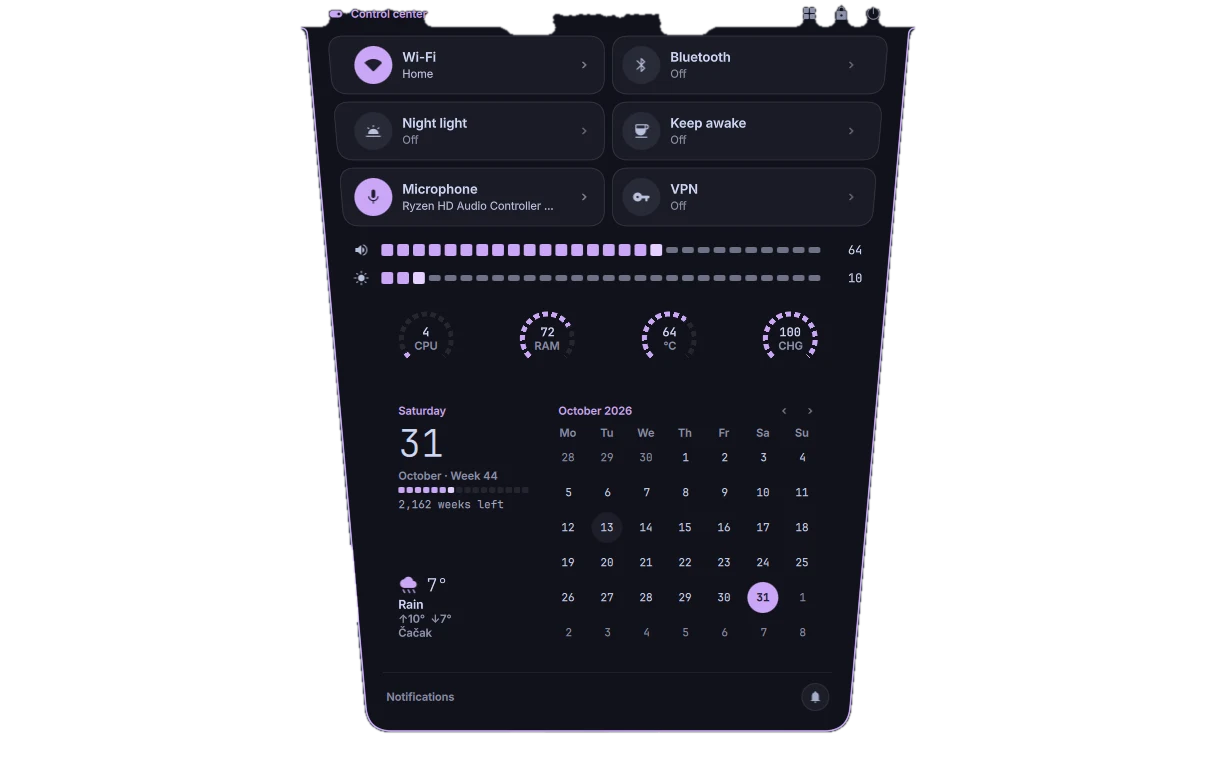 Control center
Wi-Fi
Home
Bluetooth
Off
Night light
Off
Keep awake
Off
Microphone
Ryzen HD Audio Controller ...
VPN
Off
64
10
4
CPU
72
RAM
64
°C
100
CHG
Saturday
31
October · Week 44
2,162 weeks left
7°
Rain
↑10° ↓7°
Čačak
October 2026
Mo Tu We Th Fr Sa Su
28 29 30 1 2 3 4
5 6 7 8 9 10 11
12 13 14 15 16 17 18
19 20 21 22 23 24 25
26 27 28 29 30 31 1
2 3 4 5 6 7 8
Notifications